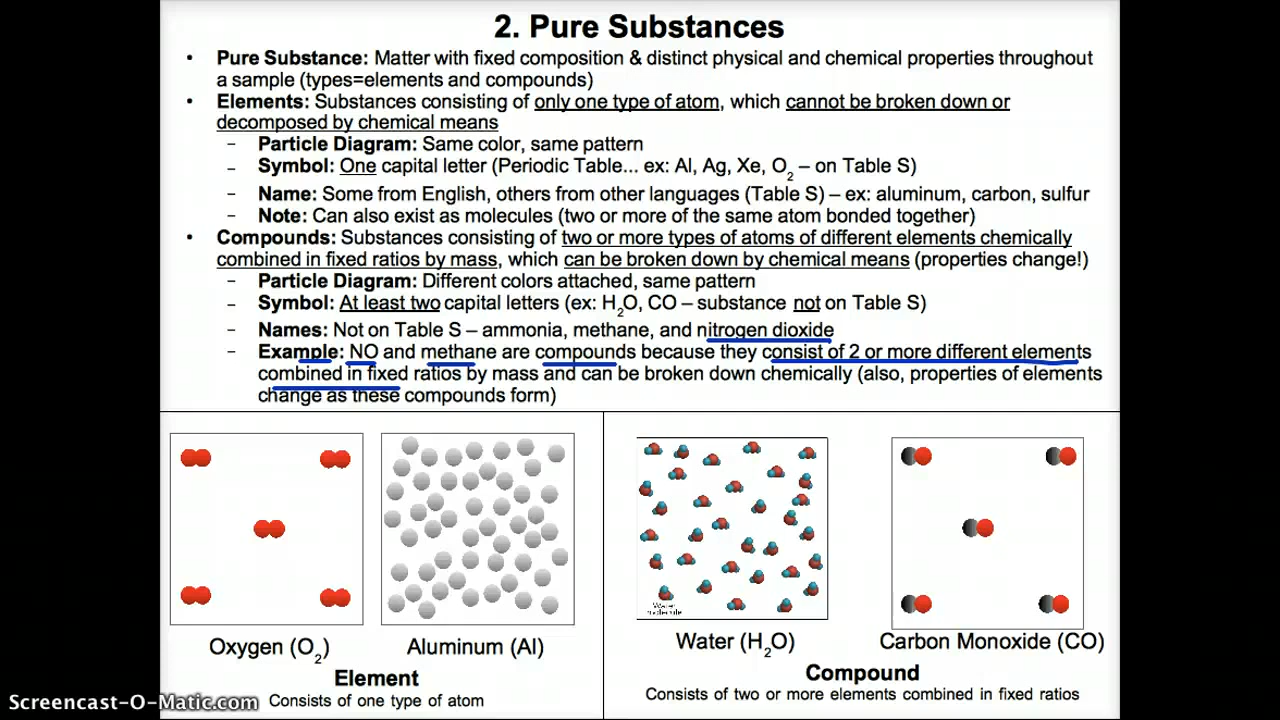 2. Pure Substances
• Pure Substance: Matter with fixed composition & distinct physical and chemical properties throughout
a sample (types=elements and compounds)
• Elements: Substances consisting of only one type of atom, which cannot be broken down or
decomposed by chemical means
– Particle Diagram: Same color, same pattern
– Symbol: One capital letter (Periodic Table... ex: Al, Ag, Xe, O₂ – on Table S)
– Name: Some from English, others from other languages (Table S) – ex: aluminum, carbon, sulfur
– Note: Can also exist as molecules (two or more of the same atom bonded together)
• Compounds: Substances consisting of two or more types of atoms of different elements chemically
combined in fixed ratios by mass, which can be broken down by chemical means (properties change!)
– Particle Diagram: Different colors attached, same pattern
– Symbol: At least two capital letters (ex: H₂O, CO – substance not on Table S)
– Names: Not on Table S – ammonia, methane, and nitrogen dioxide
– Example: NO and methane are compounds because they consist of 2 or more different elements
combined in fixed ratios by mass and can be broken down chemically (also, properties of elements
change as these compounds form)
Water
molecule
Oxygen (O₂)
Aluminum (Al)
Water (H₂O)
Carbon Monoxide (CO)
Element
Consists of one type of atom
Compound
Consists of two or more elements combined in fixed ratios
Screencast-O-Matic.com